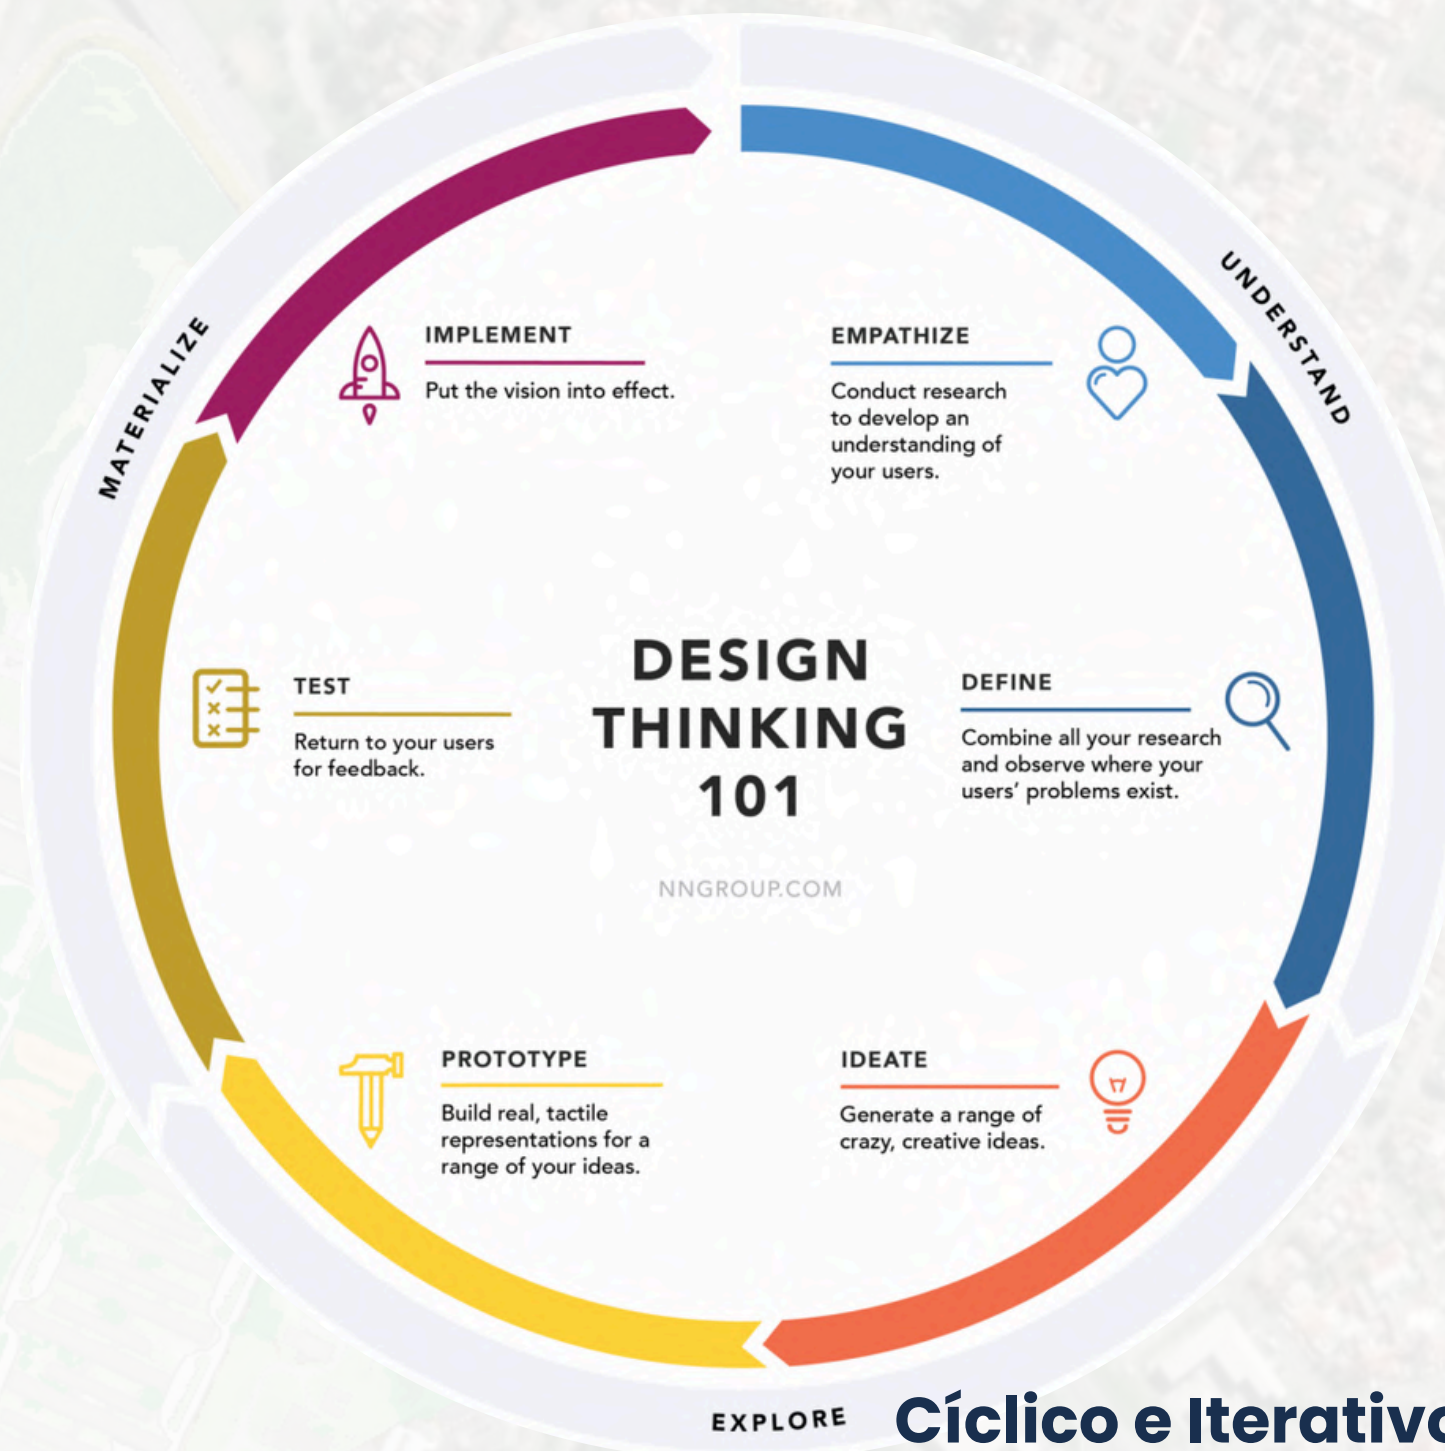 DESIGN
THINKING
101
NNGROUP.COM
UNDERSTAND
EMPATHIZE
Conduct research
to develop an
understanding of
your users.
DEFINE
Combine all your research
and observe where your
users’ problems exist.
EXPLORE
IDEATE
Generate a range of
crazy, creative ideas.
PROTOTYPE
Build real, tactile
representations for a
range of your ideas.
MATERIALIZE
TEST
Return to your users
for feedback.
IMPLEMENT
Put the vision into effect.
Cíclico e Iterativo